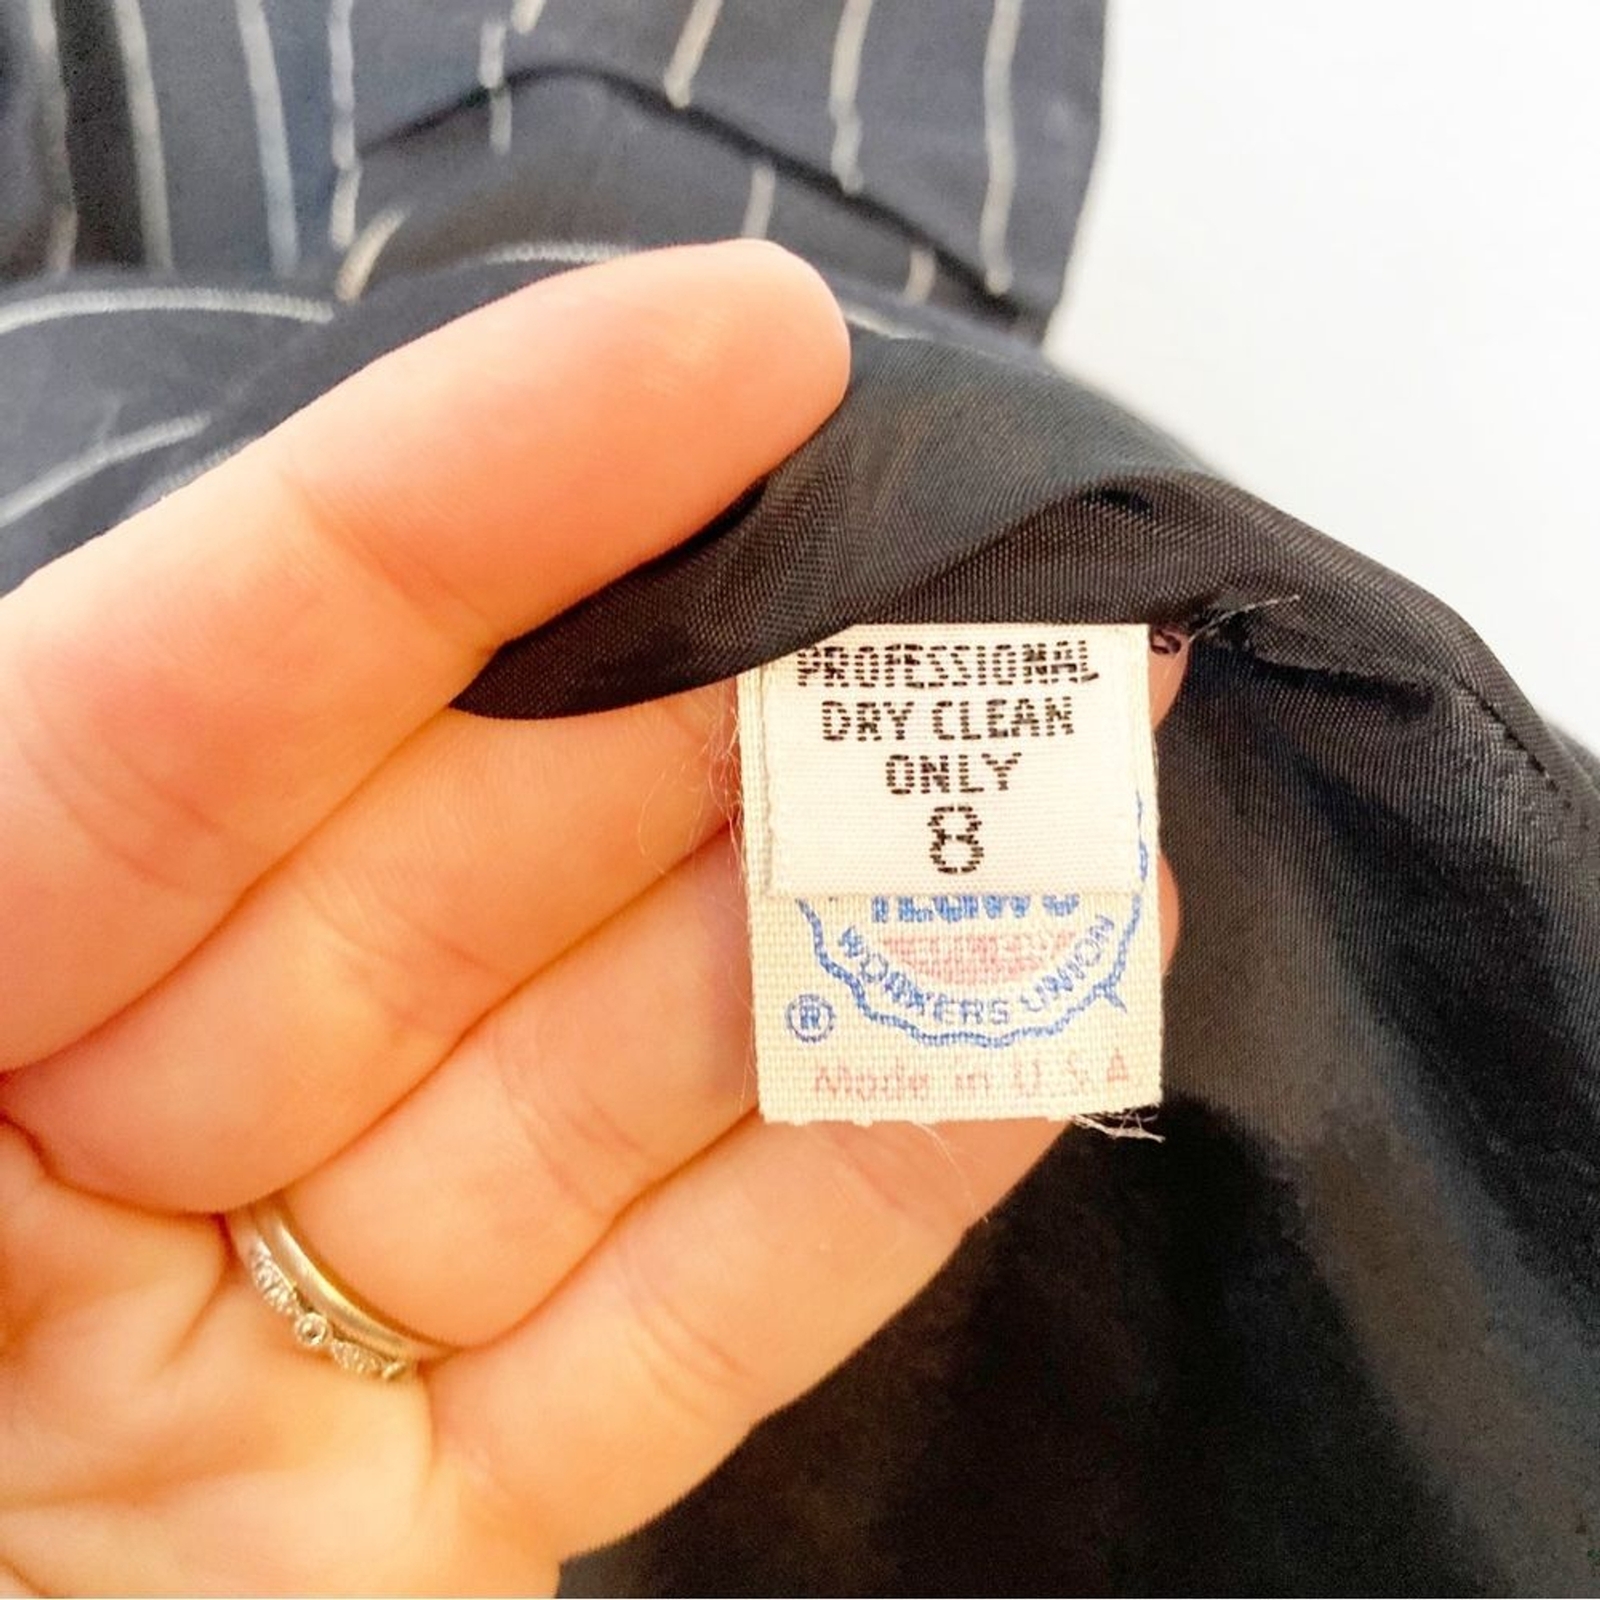 PROFESSIONAL
DRY CLEAN
ONLY
8
WORKERS UNION
®
Made in U.S.A